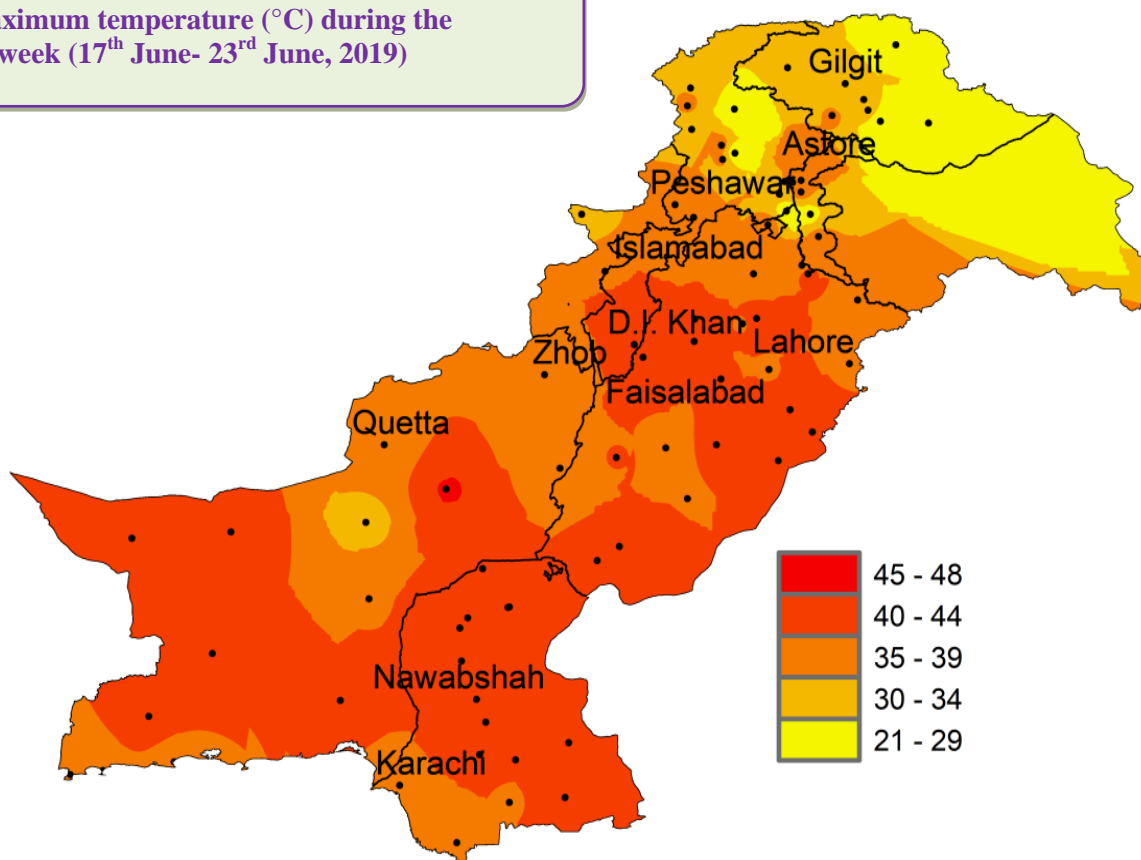 aximum temperature (°C) during the
week (17th June- 23rd June, 2019)
Gilgit
Astore
Peshawar
Islamabad
D.I. Khan
Zhob
Lahore
Faisalabad
Quetta
45 - 48
40 - 44
35 - 39
30 - 34
21 - 29
Nawabshah
Karachi